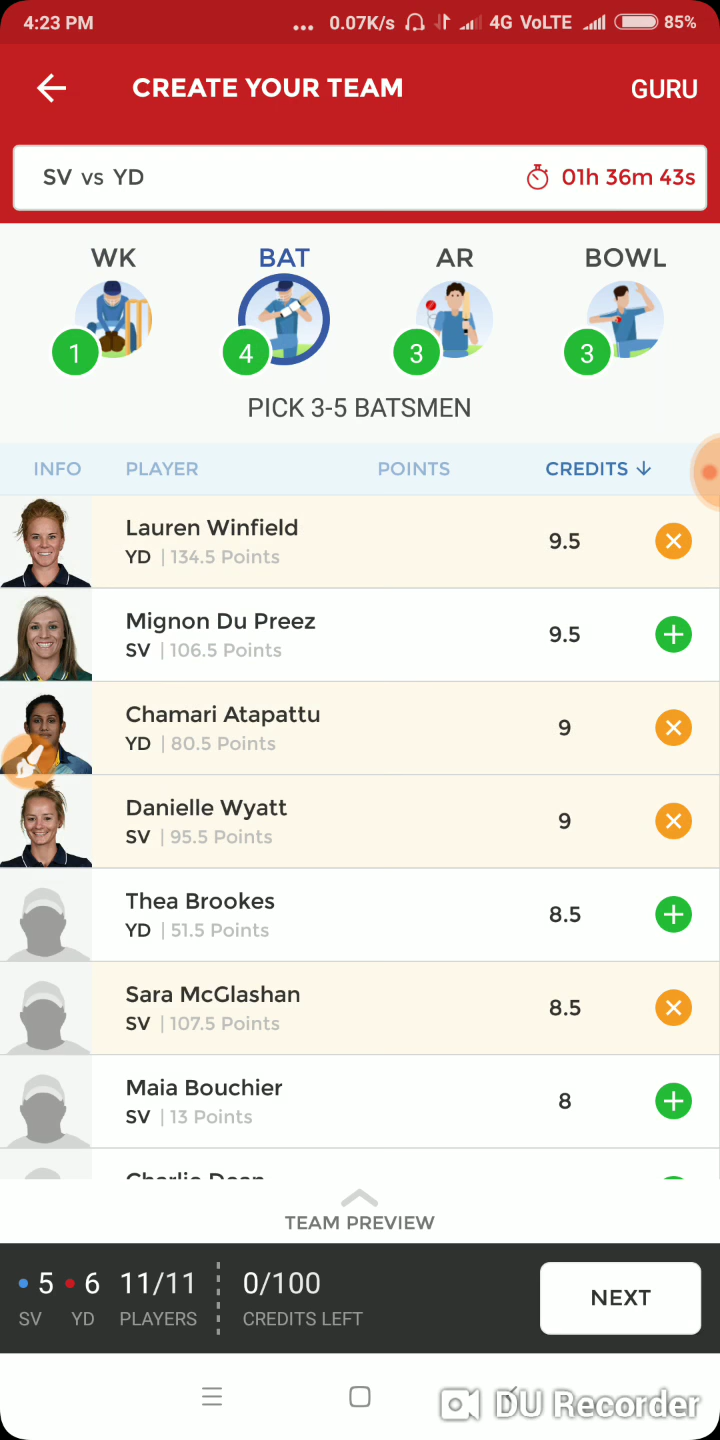 4:23 PM ... 0.07K/s 4G VoLTE 85%
CREATE YOUR TEAM GURU
SV vs YD 01h 36m 43s
WK BAT AR BOWL
1 4 3 3
PICK 3-5 BATSMEN
INFO PLAYER POINTS CREDITS ↓
Lauren Winfield
YD | 134.5 Points 9.5
Mignon Du Preez
SV | 106.5 Points 9.5
Chamari Atapattu
YD | 80.5 Points 9
Danielle Wyatt
SV | 95.5 Points 9
Thea Brookes
YD | 51.5 Points 8.5
Sara McGlashan
SV | 107.5 Points 8.5
Maia Bouchier
SV | 13 Points 8
TEAM PREVIEW
5 6 11/11 0/100
SV YD PLAYERS CREDITS LEFT
NEXT
DU Recorder